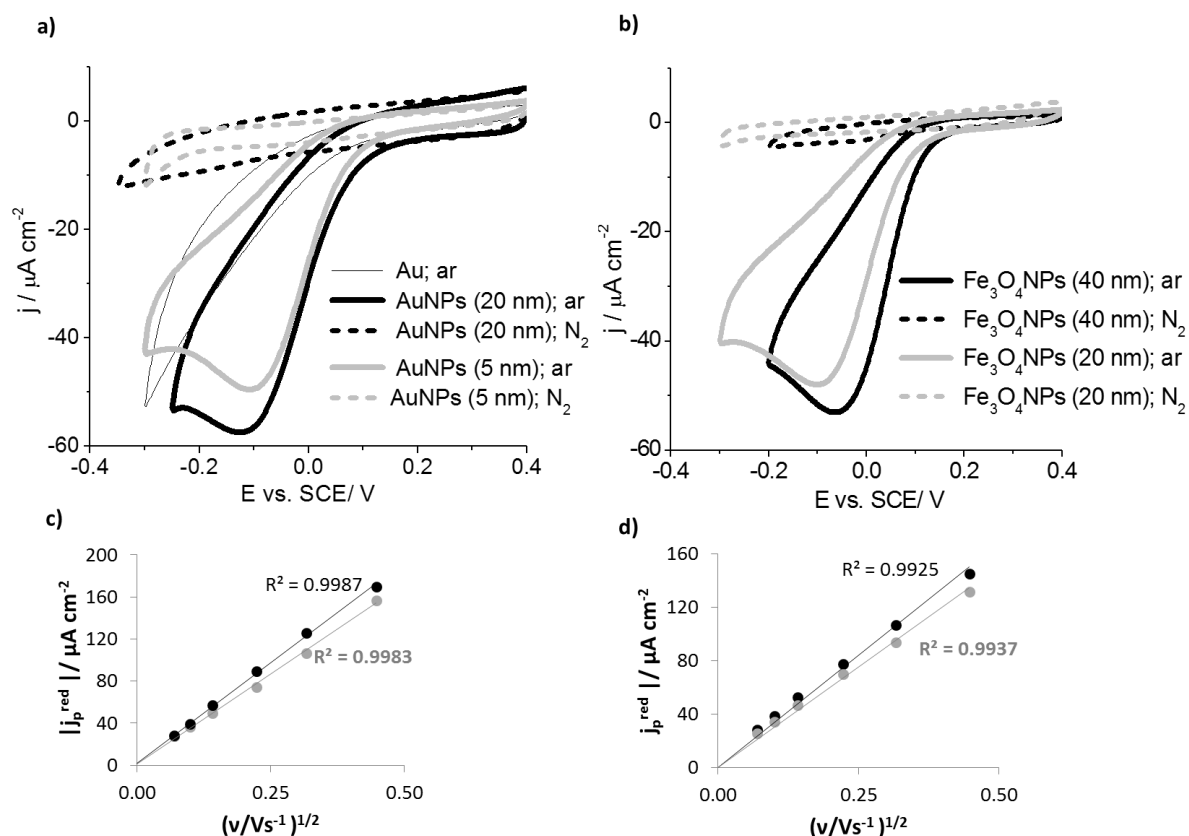 a)
0
-20
-40
-60
-0.4
-0.2
0.0
0.2
0.4
j / µA cm⁻²
E vs. SCE/ V
Au; ar
AuNPs (20 nm); ar
AuNPs (20 nm); N₂
AuNPs (5 nm); ar
AuNPs (5 nm); N₂
b)
0
-20
-40
-60
-0.4
-0.2
0.0
0.2
0.4
j / µA cm⁻²
E vs. SCE/ V
Fe₃O₄NPs (40 nm); ar
Fe₃O₄NPs (40 nm); N₂
Fe₃O₄NPs (20 nm); ar
Fe₃O₄NPs (20 nm); N₂
c)
200
160
120
80
40
0
0.00
0.25
0.50
|jₚʳᵉᵈ | / µA cm⁻²
(ν/Vs⁻¹ )¹ᐟ²
R² = 0.9987
R² = 0.9983
d)
160
120
80
40
0
0.00
0.25
0.50
jₚʳᵉᵈ | / µA cm⁻²
(ν/Vs⁻¹ )¹ᐟ²
R² = 0.9925
R² = 0.9937